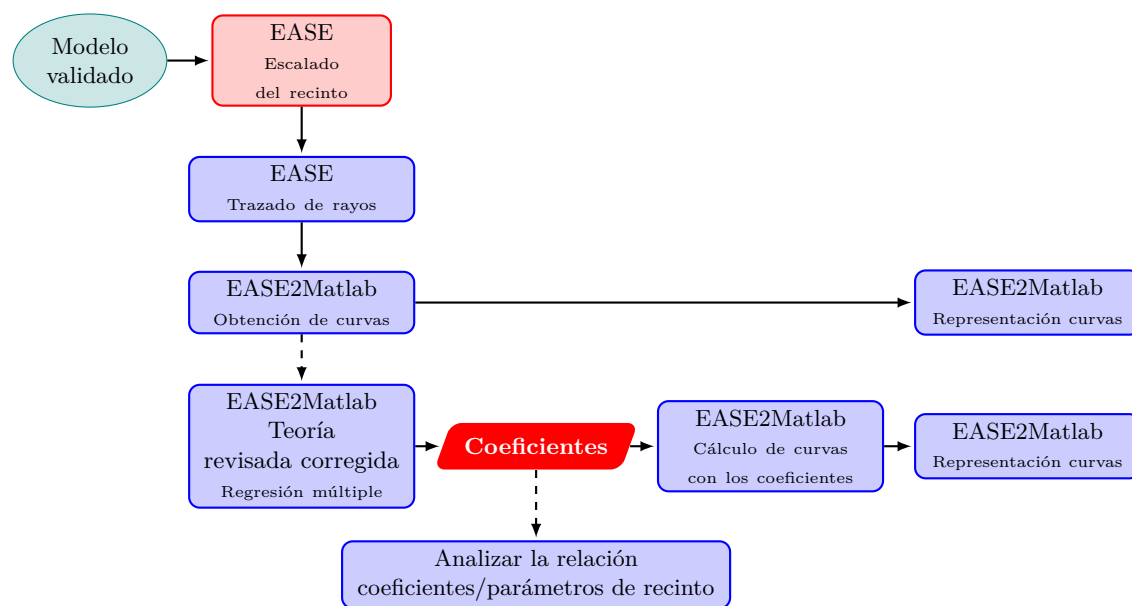 Modelo
validado
EASE
Escalado
del recinto
EASE
Trazado de rayos
EASE2Matlab
Obtención de curvas
EASE2Matlab
Representación curvas
EASE2Matlab
Teoría
revisada corregida
Regresión múltiple
Coeficientes
EASE2Matlab
Cálculo de curvas
con los coeficientes
EASE2Matlab
Representación curvas
Analizar la relación
coeficientes/parámetros de recinto